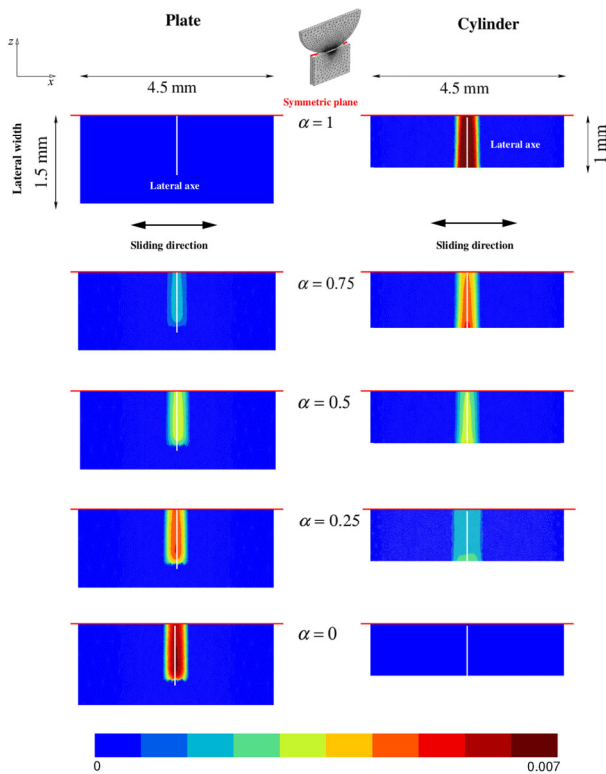 Plate
Cylinder
z
x
4.5 mm
Symmetric plane
4.5 mm
Lateral width
1.5 mm
α = 1
Lateral axe
Lateral axe
1 mm
Sliding direction
Sliding direction
α = 0.75
α = 0.5
α = 0.25
α = 0
0
0.007